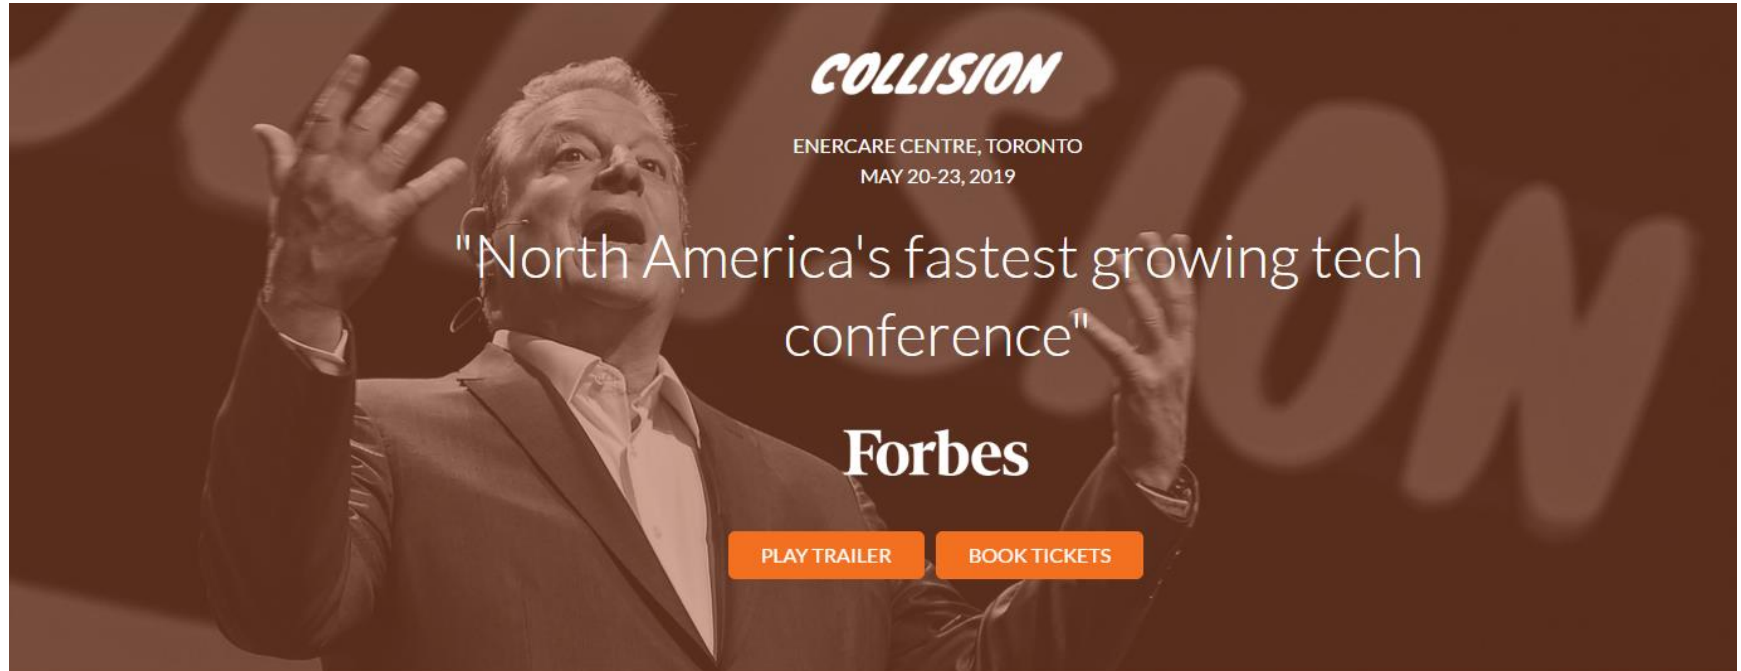 COLLISION
ENERCARE CENTRE, TORONTO
MAY 20-23, 2019
"North America's fastest growing tech
conference"
Forbes
PLAY TRAILER BOOK TICKETS